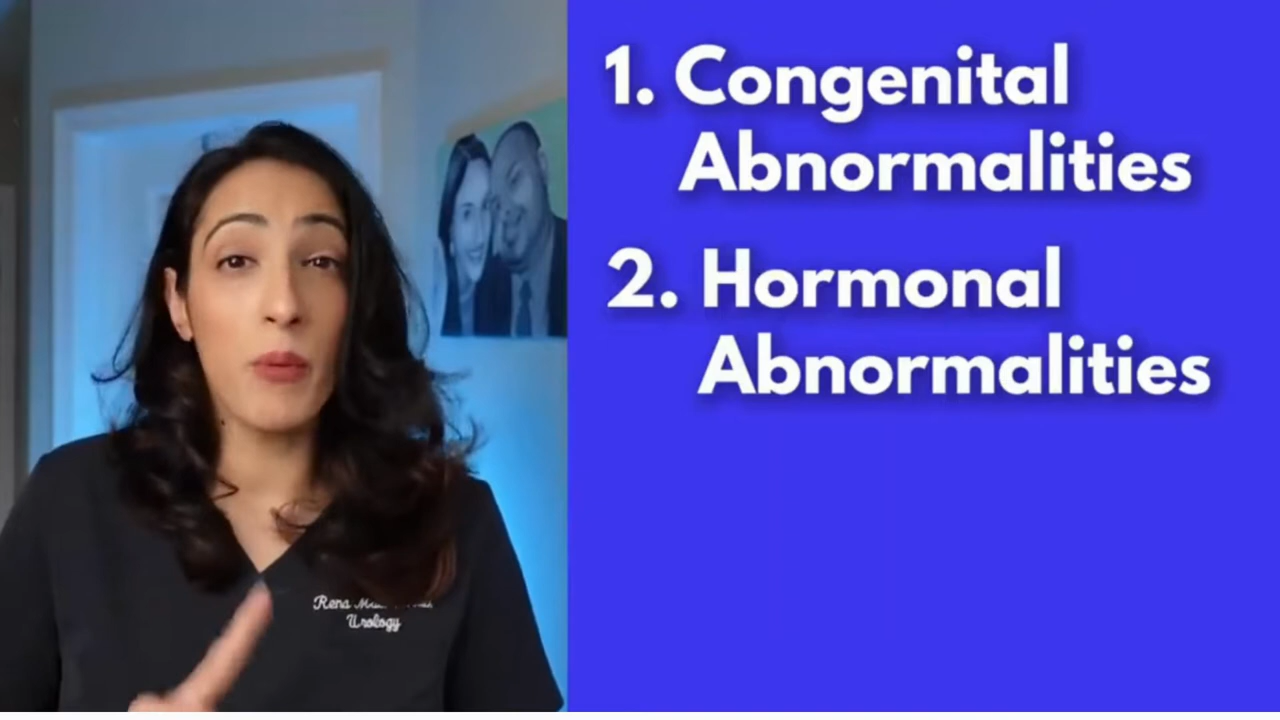 1. Congenital
Abnormalities
2. Hormonal
Abnormalities
Rena
Urology